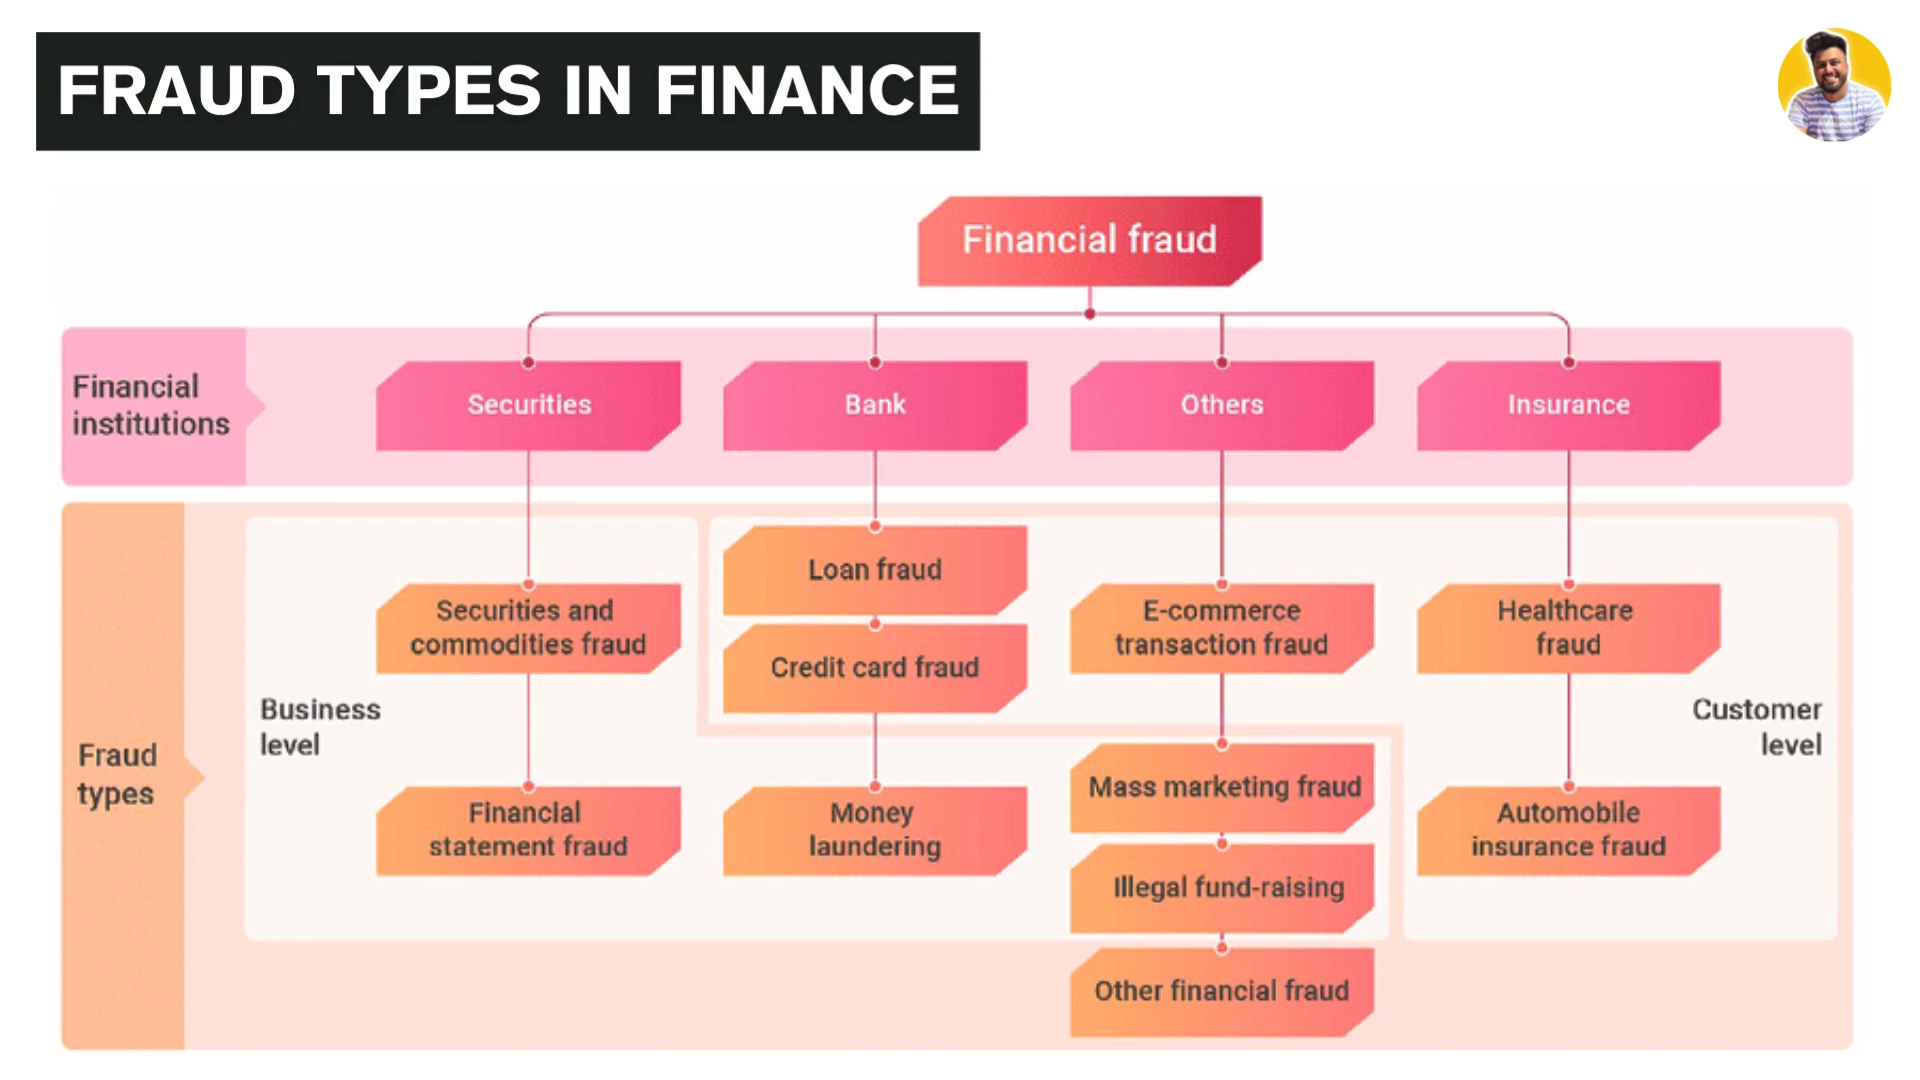 FRAUD TYPES IN FINANCE
Financial fraud
Financial
institutions
Securities
Bank
Others
Insurance
Fraud
types
Business
level
Securities and
commodities fraud
Financial
statement fraud
Loan fraud
Credit card fraud
Money
laundering
E-commerce
transaction fraud
Mass marketing fraud
Illegal fund-raising
Other financial fraud
Healthcare
fraud
Automobile
insurance fraud
Customer
level